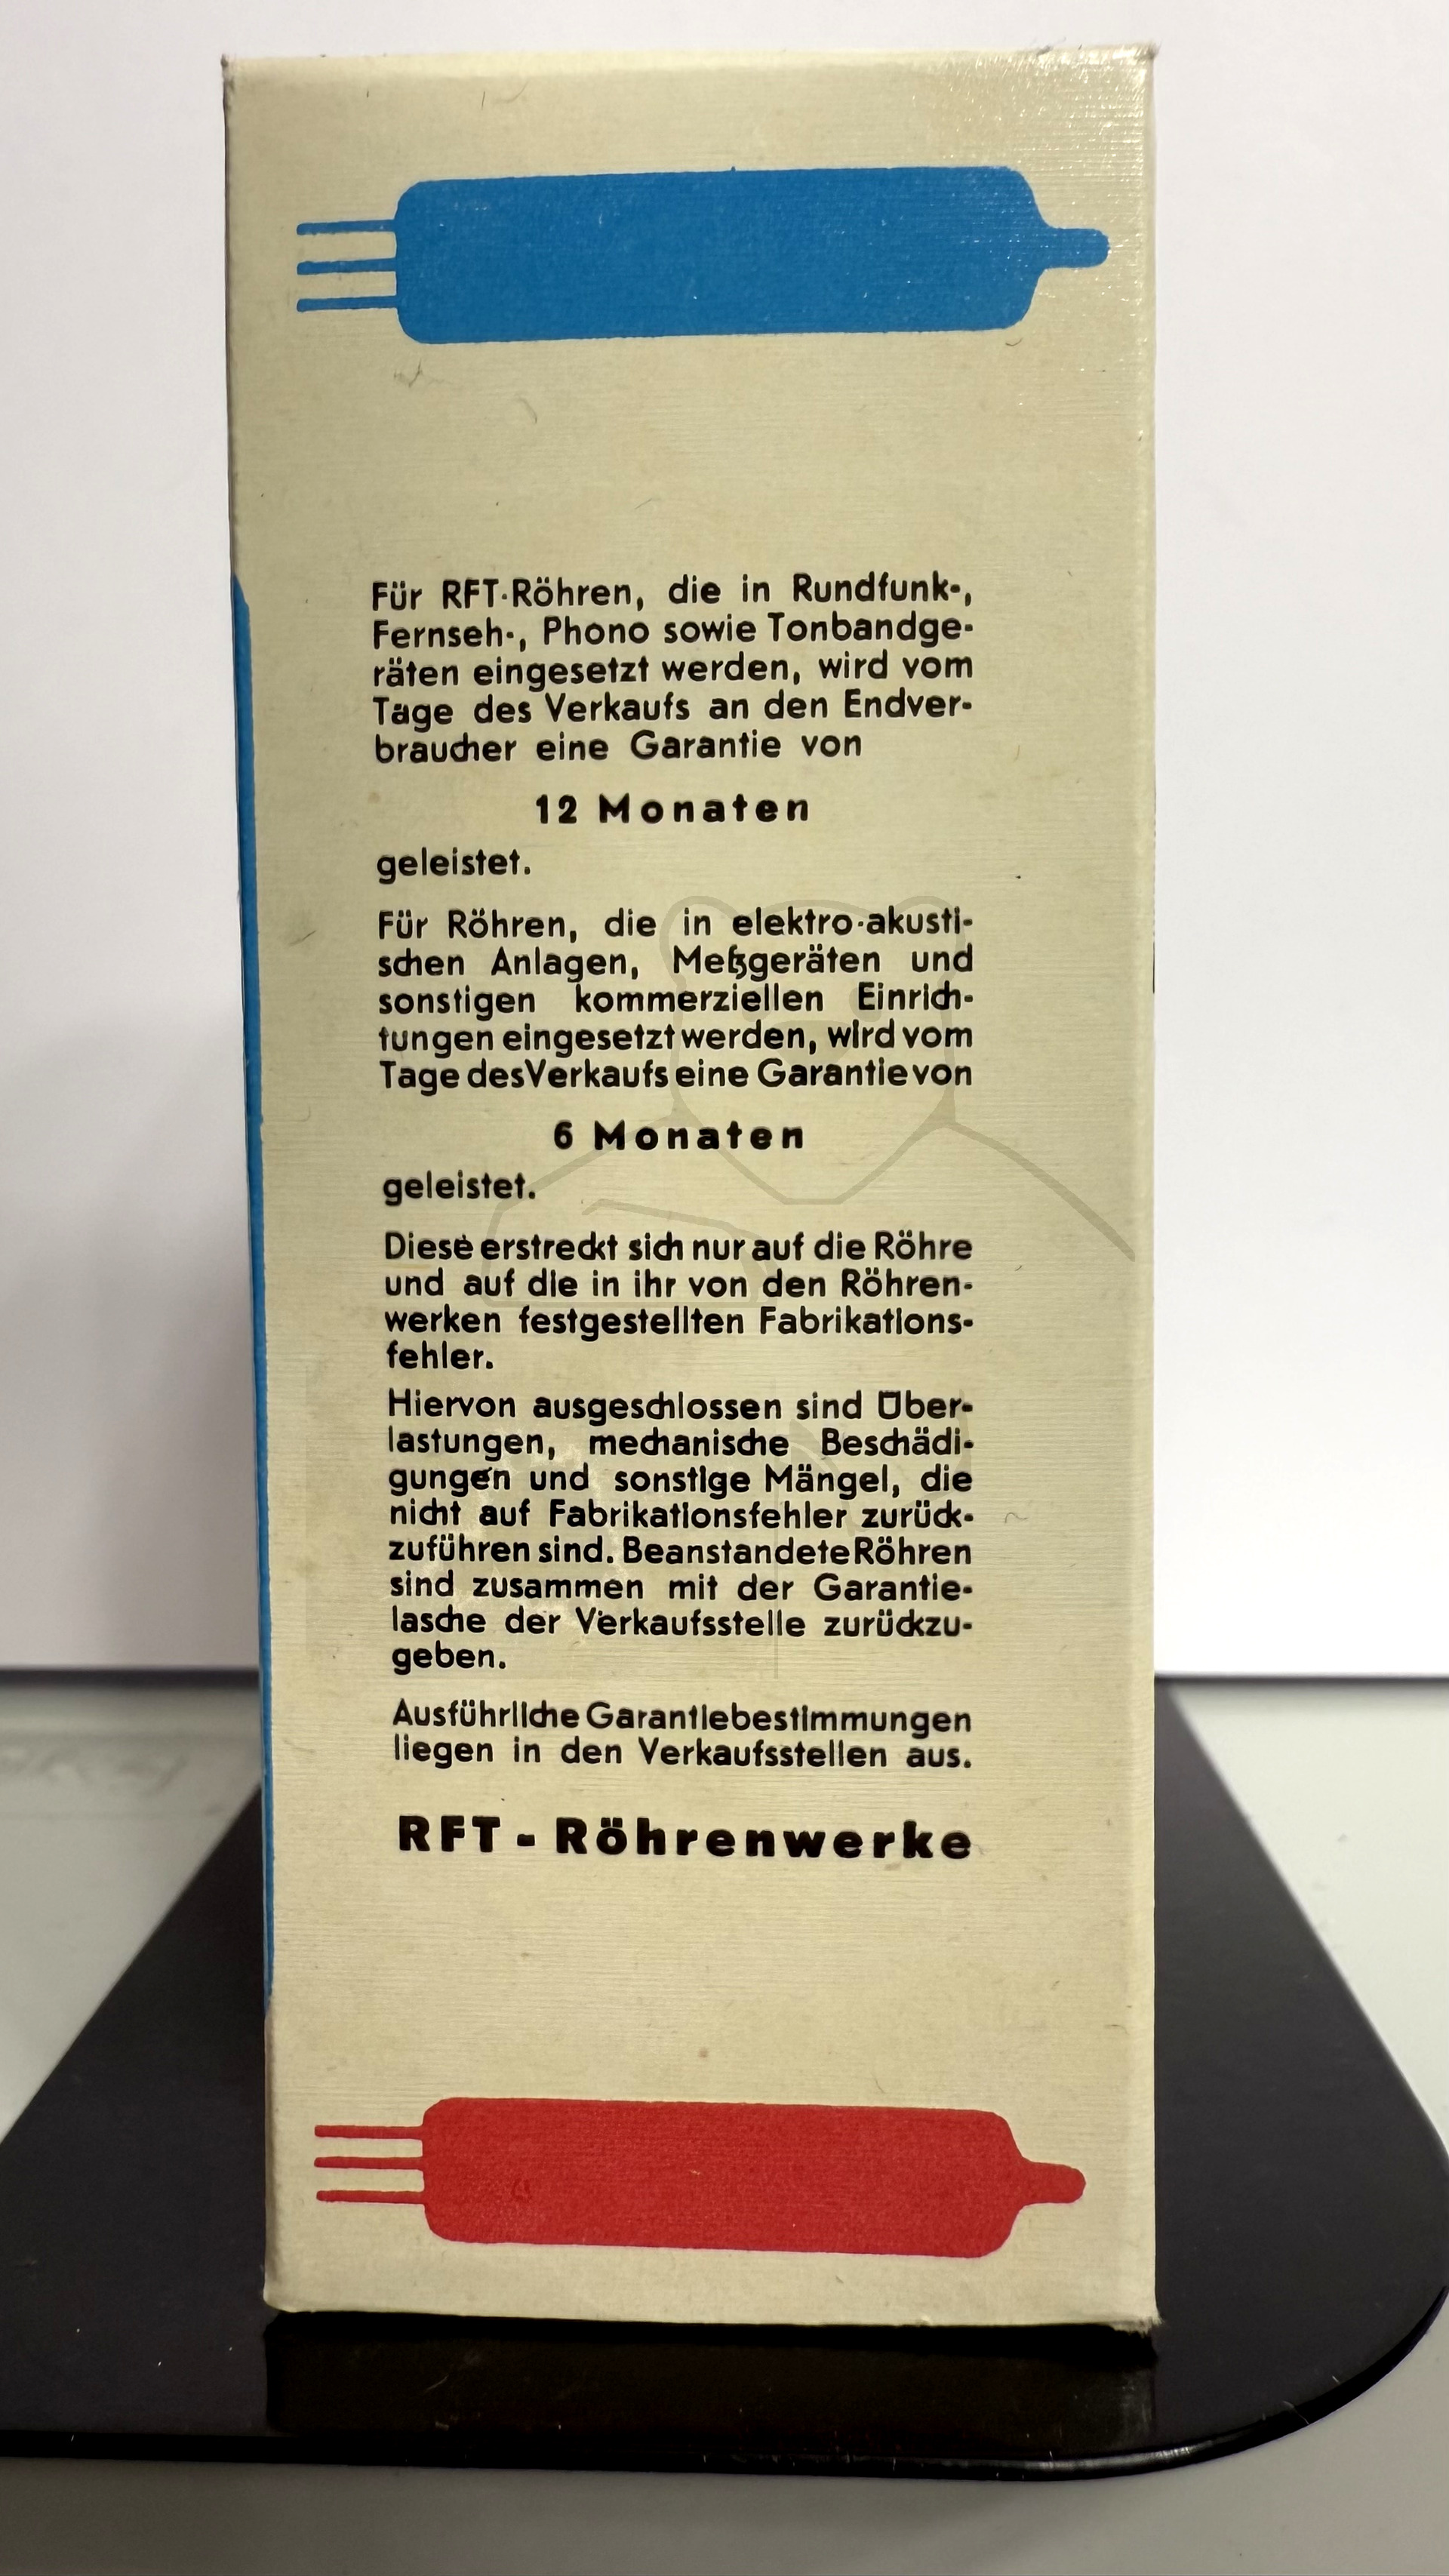 Für RFT-Röhren, die in Rundfunk-,
Fernseh-, Phono sowie Tonbandge-
räten eingesetzt werden, wird vom
Tage des Verkaufs an den Endver-
braucher eine Garantie von
12 Monaten
geleistet.
Für Röhren, die in elektro-akusti-
schen Anlagen, Meßgeräten und
sonstigen kommerziellen Einrich-
tungen eingesetzt werden, wird vom
Tage des Verkaufs eine Garantie von
6 Monaten
geleistet.
Diese erstreckt sich nur auf die Röhre
und auf die in ihr von den Röhren-
werken festgestellten Fabrikations-
fehler.
Hiervon ausgeschlossen sind Über-
lastungen, mechanische Beschädi-
gungen und sonstige Mängel, die
nicht auf Fabrikationsfehler zurück-
zuführen sind. Beanstandete Röhren
sind zusammen mit der Garantie-
lasche der Verkaufsstelle zurückzu-
geben.
Ausführliche Garantiebestimmungen
liegen in den Verkaufsstellen aus.
RFT-Röhrenwerke